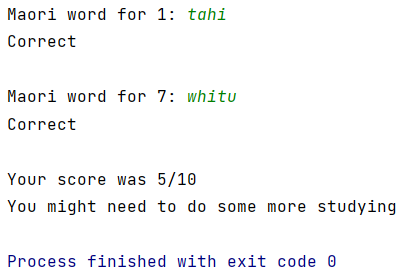 Maori word for 1: tahi
Correct
Maori word for 7: whitu
Correct
Your score was 5/10
You might need to do some more studying
Process finished with exit code 0